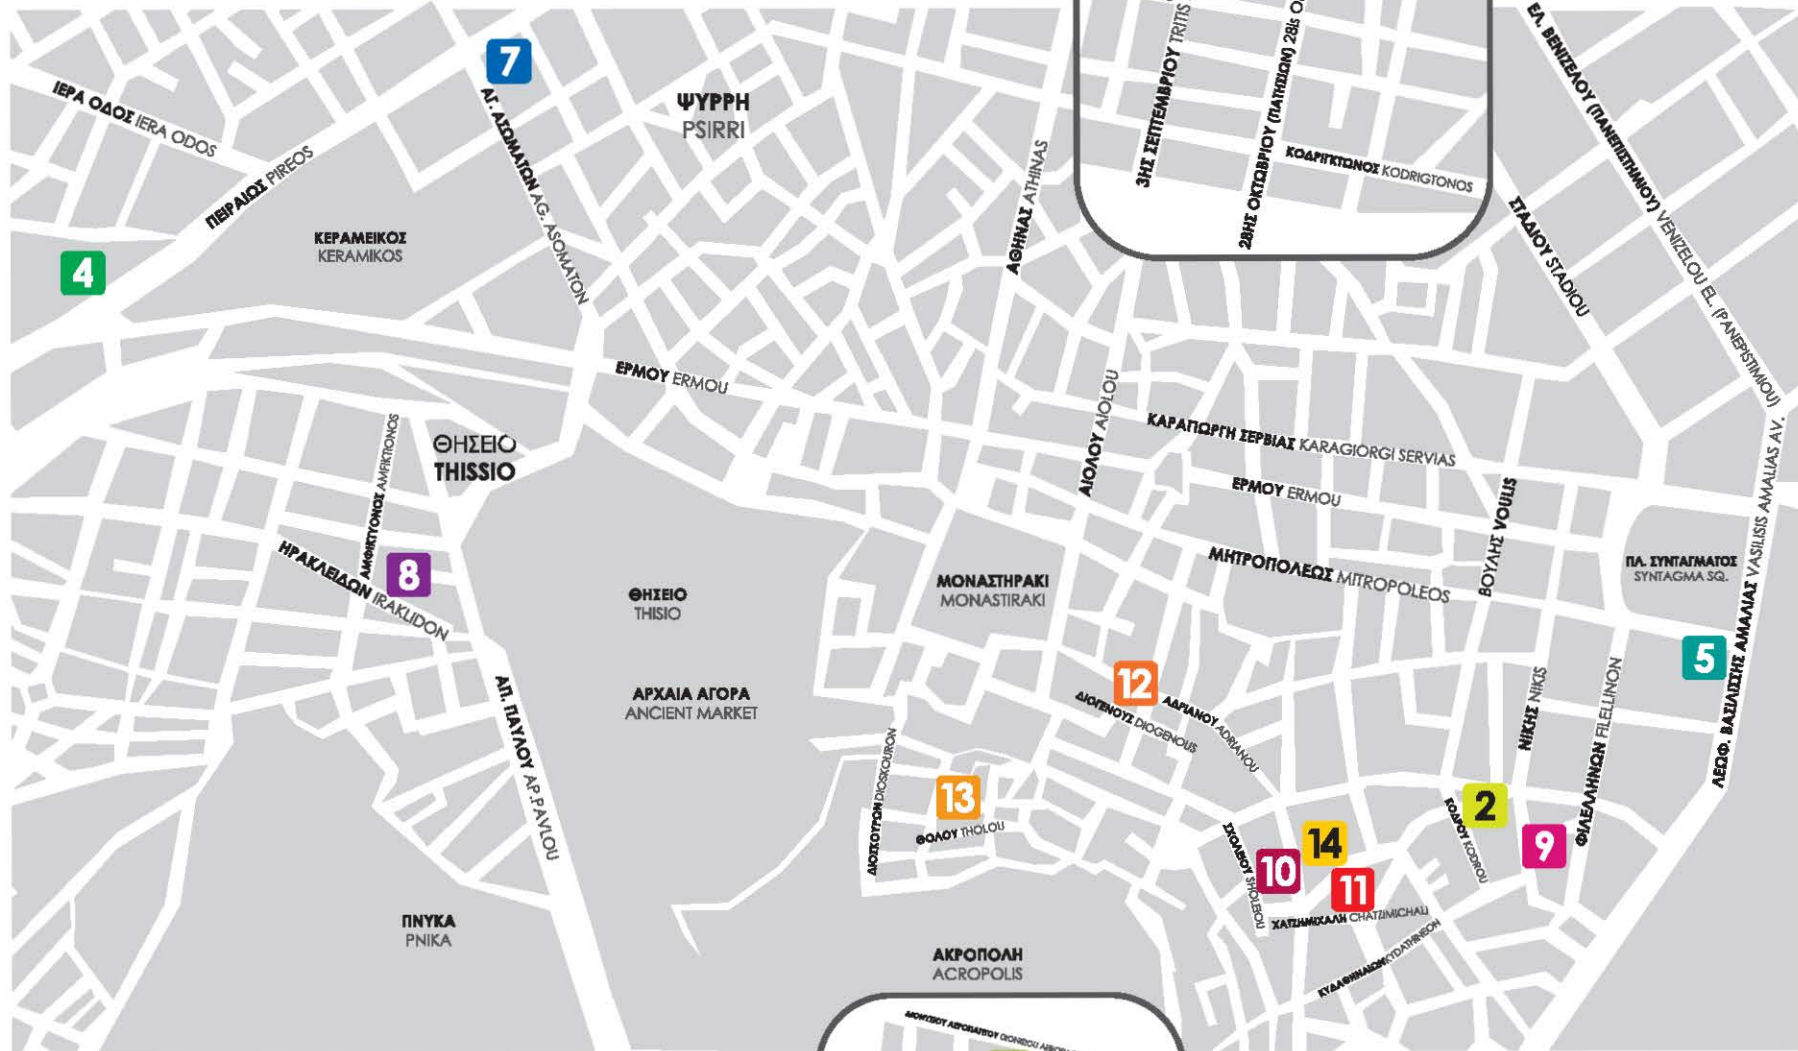 7
ΨΥΡΡΗ
PSIRRI
ΙΕΡΑ ΟΔΟΣ IERA ODOS
ΠΕΙΡΑΙΩΣ PIREOS
ΑΓ. ΑΣΩΜΑΤΩΝ AG. ASOMATON
ΚΕΡΑΜΕΙΚΟΣ
KERAMIKOS
4
ΑΘΗΝΑΣ ATHINAS
3ΗΣ ΣΕΠΤΕΜΒΡΙΟΥ TRITIS
28ΗΣ ΟΚΤΩΒΡΙΟΥ (ΠΑΤΗΣΙΩΝ) 28is
ΚΟΔΡΙΓΚΤΩΝΟΣ KODRIGTONOS
ΕΛ. ΒΕΝΙΖΕΛΟΥ (ΠΑΝΕΠΙΣΤΗΜΙΟΥ) VENIZELOU EL. (PANEPISTIMIOU)
ΣΤΑΔΙΟΥ STADIOU
ΕΡΜΟΥ ERMOU
ΑΙΟΛΟΥ AIOLOU
ΚΑΡΑΓΙΩΡΓΗ ΣΕΡΒΙΑΣ KARAGIORGI SERVIAS
ΕΡΜΟΥ ERMOU
ΜΗΤΡΟΠΟΛΕΩΣ MITROPOLEOS
ΒΟΥΛΗΣ VOULIS
ΠΛ. ΣΥΝΤΑΓΜΑΤΟΣ
SYNTAGMA SQ.
ΛΕΩΦ. ΒΑΣΙΛΙΣΣΗΣ ΑΜΑΛΙΑΣ VASILISIS AMALIAS AV.
5
ΘΗΣΕΙΟ
THISSIO
ΑΜΦΙΚΤΥΟΝΟΣ AMFIKTIONOS
8
ΗΡΑΚΛΕΙΔΩΝ IRAKLIDON
ΘΗΣΕΙΟ
THISIO
ΜΟΝΑΣΤΗΡΑΚΙ
MONASTIRAKI
ΑΡΧΑΙΑ ΑΓΟΡΑ
ANCIENT MARKET
ΑΠ. ΠΑΥΛΟΥ AP.PAVLOU
12
ΔΙΟΓΕΝΟΥΣ DIOGENOUS
ΑΔΡΙΑΝΟΥ ADRIANOU
ΝΙΚΗΣ NIKIS
ΦΙΛΕΛΛΗΝΩΝ FILELLINON
ΔΙΟΣΚΟΥΡΩΝ DIOSKOURON
13
ΘΟΛΟΥ THOLOU
2
ΚΟΔΡΟΥ KODROU
9
14
10
11
ΣΧΟΛΕΙΟΥ SHOLEIOU
ΧΑΤΖΗΜΙΧΑΛΗ CHATZIMICHALI
ΚΥΔΑΘΗΝΑΙΩΝ KYDATHINEON
ΠΝΥΚΑ
PNIKA
ΑΚΡΟΠΟΛΗ
ACROPOLIS